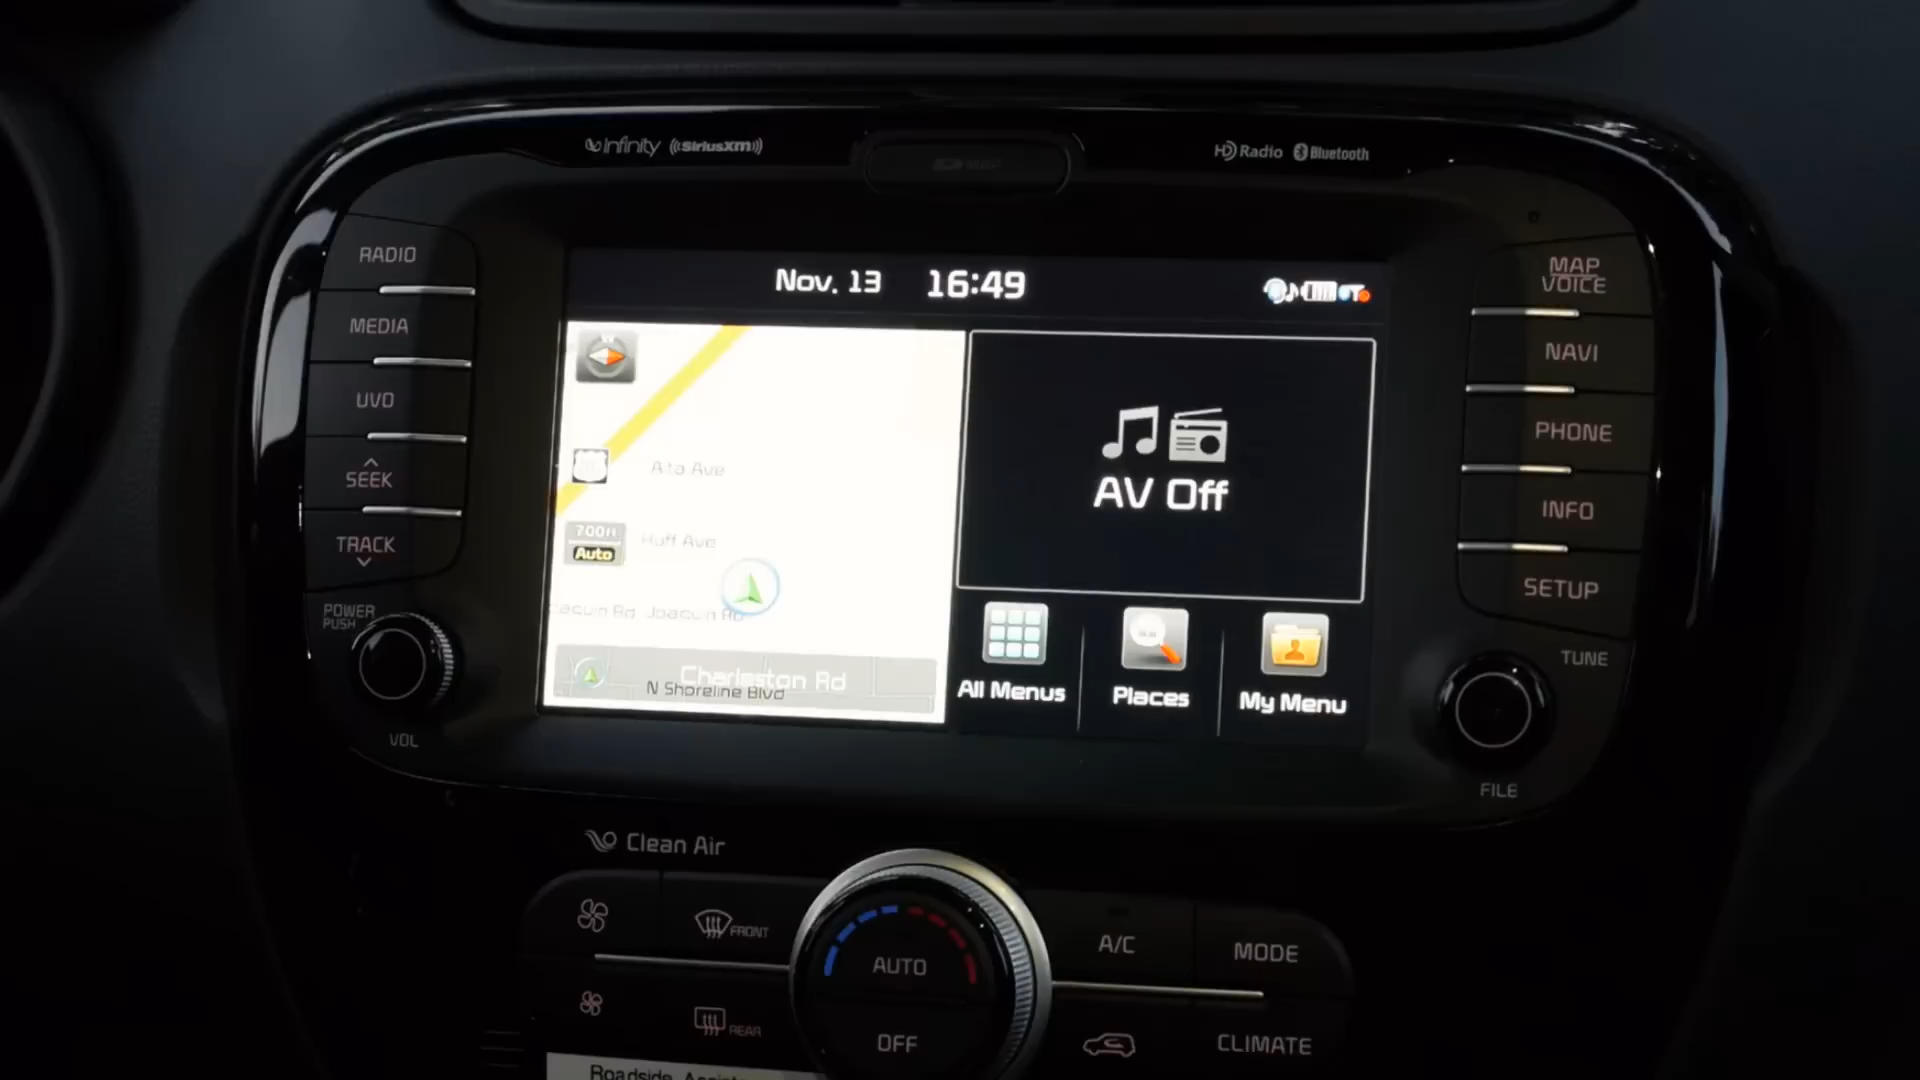 infinity SiriusXM
HD Radio Bluetooth
MAP
RADIO
MEDIA
UVO
SEEK
TRACK
POWER
PUSH
VOL
Nov. 13 16:49
Alta Ave
700ft
Auto
Huff Ave
Joaquin Rd
Charleston Rd
N Shoreline Blvd
AV Off
All Menus
Places
My Menu
MAP
VOICE
NAVI
PHONE
INFO
SETUP
TUNE
FILE
Clean Air
FRONT
AUTO
A/C
MODE
REAR
OFF
CLIMATE
Roadside